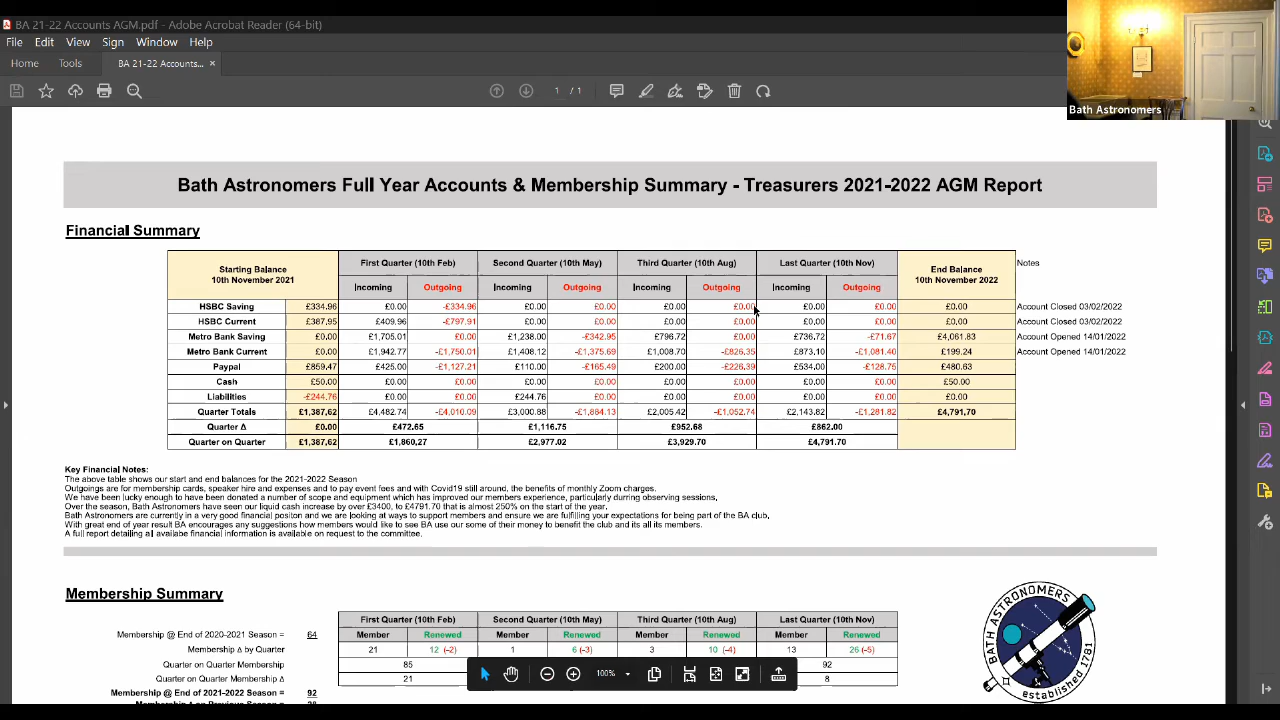 BA 21-22 Accounts AGM.pdf - Adobe Acrobat Reader (64-bit)
File Edit View Sign Window Help
Home Tools BA 21-22 Accounts... ×
1 / 1
Bath Astronomers
Bath Astronomers Full Year Accounts & Membership Summary - Treasurers 2021-2022 AGM Report
Financial Summary
Starting Balance 10th November 2021 First Quarter (10th Feb) Second Quarter (10th May) Third Quarter (10th Aug) Last Quarter (10th Nov) End Balance 10th November 2022 Notes
Incoming Outgoing Incoming Outgoing Incoming Outgoing Incoming Outgoing
HSBC Saving £334.96 £0.00 -£334.96 £0.00 £0.00 £0.00 £0.00 £0.00 £0.00 £0.00 Account Closed 03/02/2022
HSBC Current £387.95 £409.96 -£797.91 £0.00 £0.00 £0.00 £0.00 £0.00 £0.00 £0.00 Account Closed 03/02/2022
Metro Bank Saving £0.00 £1,705.01 £0.00 £1,238.00 -£342.95 £796.72 £0.00 £736.72 -£71.67 £4,061.83 Account Opened 14/01/2022
Metro Bank Current £0.00 £1,942.77 -£1,750.01 £1,408.12 -£1,375.69 £1,008.70 -£826.35 £873.10 -£1,081.40 £199.24 Account Opened 14/01/2022
Paypal £859.47 £425.00 -£1,127.21 £110.00 -£165.49 £200.00 -£226.39 £534.00 -£128.75 £480.63
Cash £50.00 £0.00 £0.00 £0.00 £0.00 £0.00 £0.00 £0.00 £0.00 £50.00
Liabilities -£244.76 £0.00 £0.00 £244.76 £0.00 £0.00 £0.00 £0.00 £0.00 £0.00
Quarter Totals £1,387.62 £4,482.74 -£4,010.09 £3,000.88 -£1,884.13 £2,005.42 -£1,052.74 £2,143.82 -£1,281.82 £4,791.70
Quarter Δ £0.00 £472.65 £1,116.75 £952.68 £862.00
Quarter on Quarter £1,387.62 £1,860.27 £2,977.02 £3,929.70 £4,791.70
Key Financial Notes:
The above table shows our start and end balances for the 2021-2022 Season
Outgoings are for membership cards, speaker hire and expenses and to pay event fees and with Covid19 still around, the benefits of monthly Zoom charges.
We have been lucky enough to have been donated a number of scope and equipment which has improved our members experience, particularly durring observing sessions,
Over the season, Bath Astronomers have seen our liquid cash increase by over £3400, to £4791.70 that is almost 250% on the start of the year.
Bath Astronomers are currently in a very good financial positon and we are looking at ways to support members and ensure we are fulfilling your expectations for being part of the BA club,
With great end of year result BA encourages any suggestions how members would like to see BA use our some of their money to benefit the club and its all its members.
A full report detailing all availabe financial information is available on request to the committee.
Membership Summary
First Quarter (10th Feb) Second Quarter (10th May) Third Quarter (10th Aug) Last Quarter (10th Nov)
Membership @ End of 2020-2021 Season = 64 Member Renewed Member Renewed Member Renewed Member Renewed
Membership Δ by Quarter 21 12 (-2) 1 6 (-3) 3 10 (-4) 13 26 (-5)
Quarter on Quarter Membership 85 92
Quarter on Quarter Membership Δ 21 8
Membership @ End of 2021-2022 Season = 92
100%
BATH ASTRONOMERS
established 1781